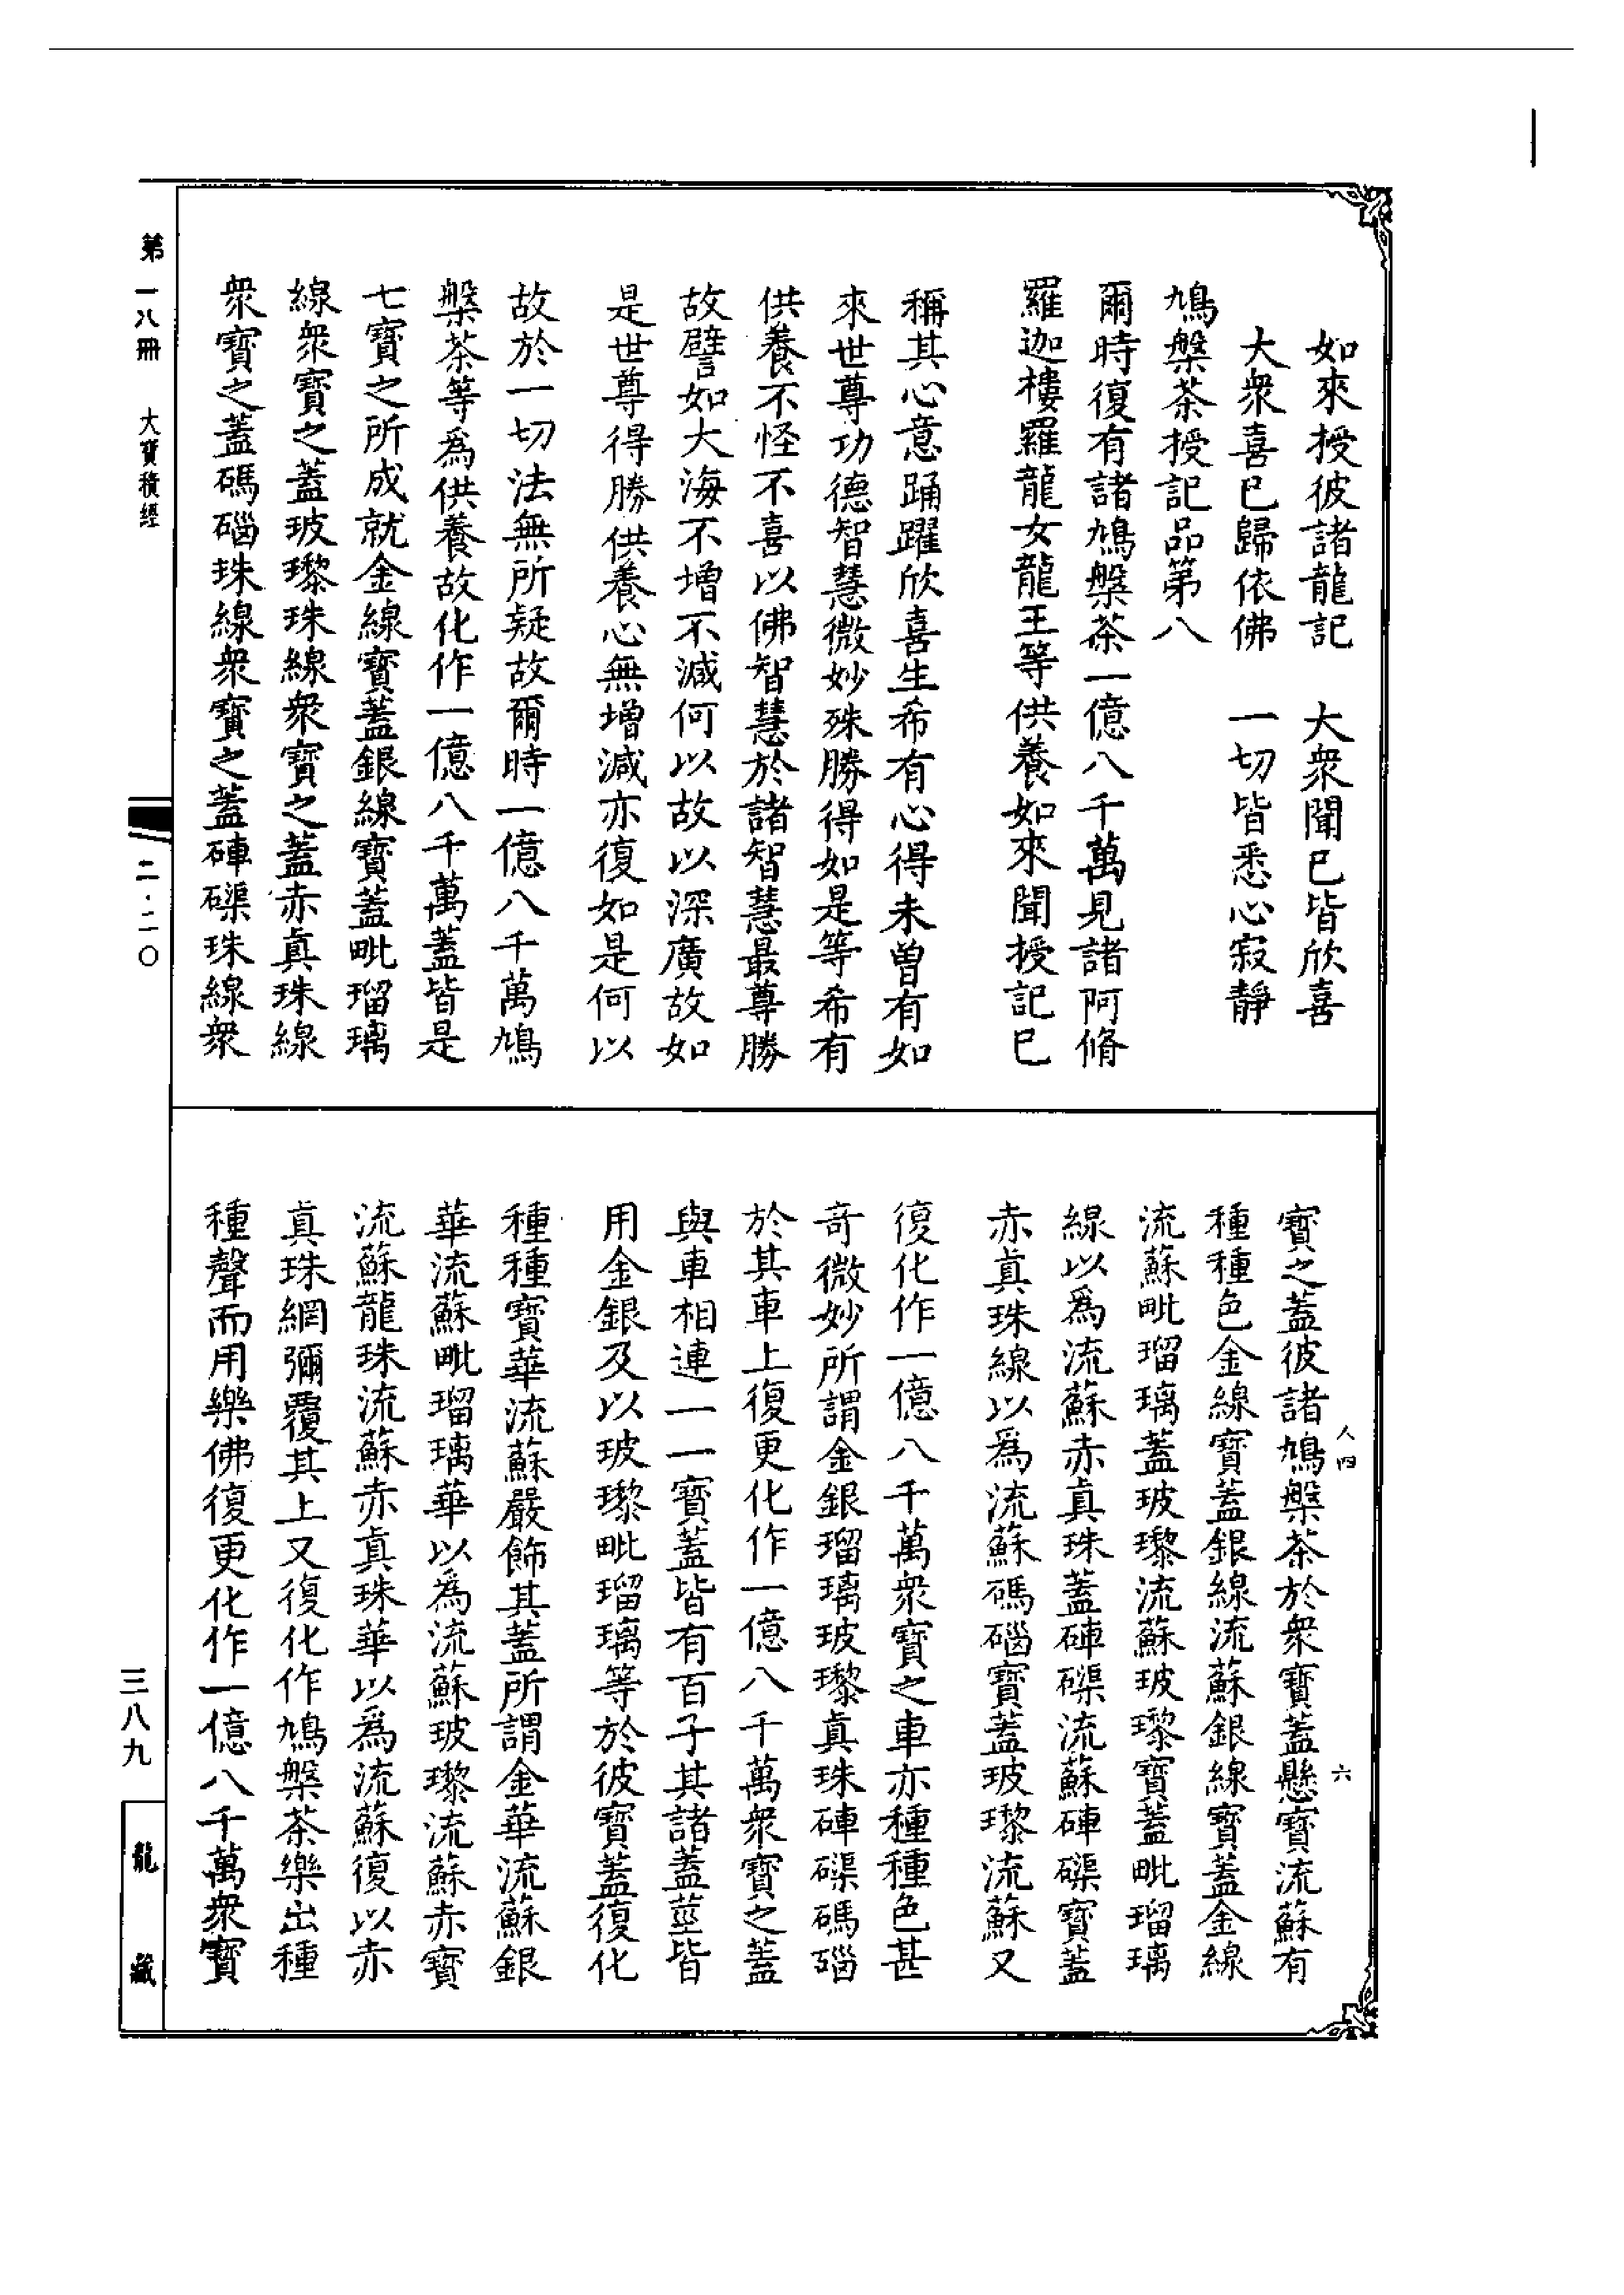 如來授彼諸龍記　大衆聞已皆欣喜
大衆喜已歸依佛　一切皆悉心寂靜
鳩槃茶授記品第八
爾時復有諸鳩槃茶一億八千萬見諸阿脩
羅迦樓羅龍女龍王等供養如來聞授記已
稱其心意踊躍欣喜生希有心得未曾有如
來世尊功德智慧微妙殊勝得如是等希有
供養不怪不喜以佛智慧於諸智慧最尊勝
故譬如大海不增不減何以故以深廣故如
是世尊得勝供養心無增減亦復如是何以
故於一切法無所疑故爾時一億八千萬鳩
槃茶等爲供養故化作一億八千萬蓋皆是
七寶之所成就金線寶蓋銀線寶蓋毗瑠璃
線衆寶之蓋玻瓈珠線衆寶之蓋赤真珠線
衆寶之蓋碼碯珠線衆寶之蓋硨磲珠線衆
寶之蓋彼諸鳩槃茶於衆寶蓋懸寶流蘇有
種種色金線寶蓋銀線流蘇銀線寶蓋金線
流蘇毗瑠璃蓋玻瓈流蘇玻瓈寶蓋毗瑠璃
線以爲流蘇赤真珠蓋硨磲流蘇硨磲寶蓋
赤真珠線以爲流蘇碼碯寶蓋玻瓈流蘇又
復化作一億八千萬衆寶之車亦種種色甚
奇微妙所謂金銀瑠璃玻瓈真珠硨磲碼碯
於其車上復更化作一億八千萬衆寶之蓋
與車相連一一寶蓋皆有百子其諸蓋莖皆
用金銀及以玻瓈毗瑠璃等於彼寶蓋復化
種種寶華流蘇嚴飾其蓋所謂金華流蘇銀
華流蘇毗瑠璃華以爲流蘇玻瓈流蘇赤寶
流蘇龍珠流蘇赤真珠華以爲流蘇復以赤
真珠網彌覆其上又復化作鳩槃茶樂出種
種聲而用樂佛復更化作一億八千萬衆寶
人四　六
第一八冊　大寶積經
二·二〇
三八九
龍藏